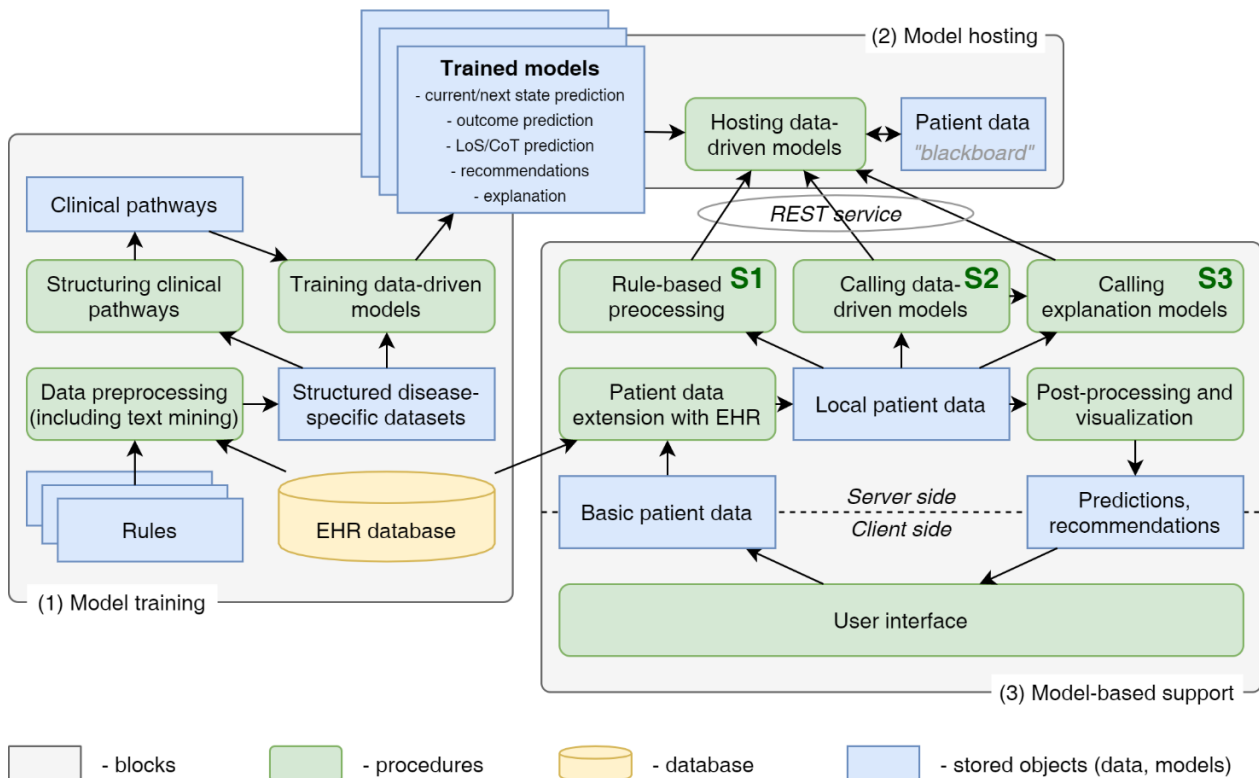 (2) Model hosting
Trained models
- current/next state prediction
- outcome prediction
- LoS/CoT prediction
- recommendations
- explanation
Hosting data-
driven models
Patient data
"blackboard"
REST service
Clinical pathways
Structuring clinical
pathways
Training data-driven
models
Data preprocessing
(including text mining)
Structured disease-
specific datasets
Rules
EHR database
(1) Model training
Rule-based
preocessing
S1
Calling data-
driven models
S2
Calling
explanation models
S3
Patient data
extension with EHR
Local patient data
Post-processing and
visualization
Basic patient data
Server side
Client side
Predictions,
recommendations
User interface
(3) Model-based support
- blocks
- procedures
- database
- stored objects (data, models)